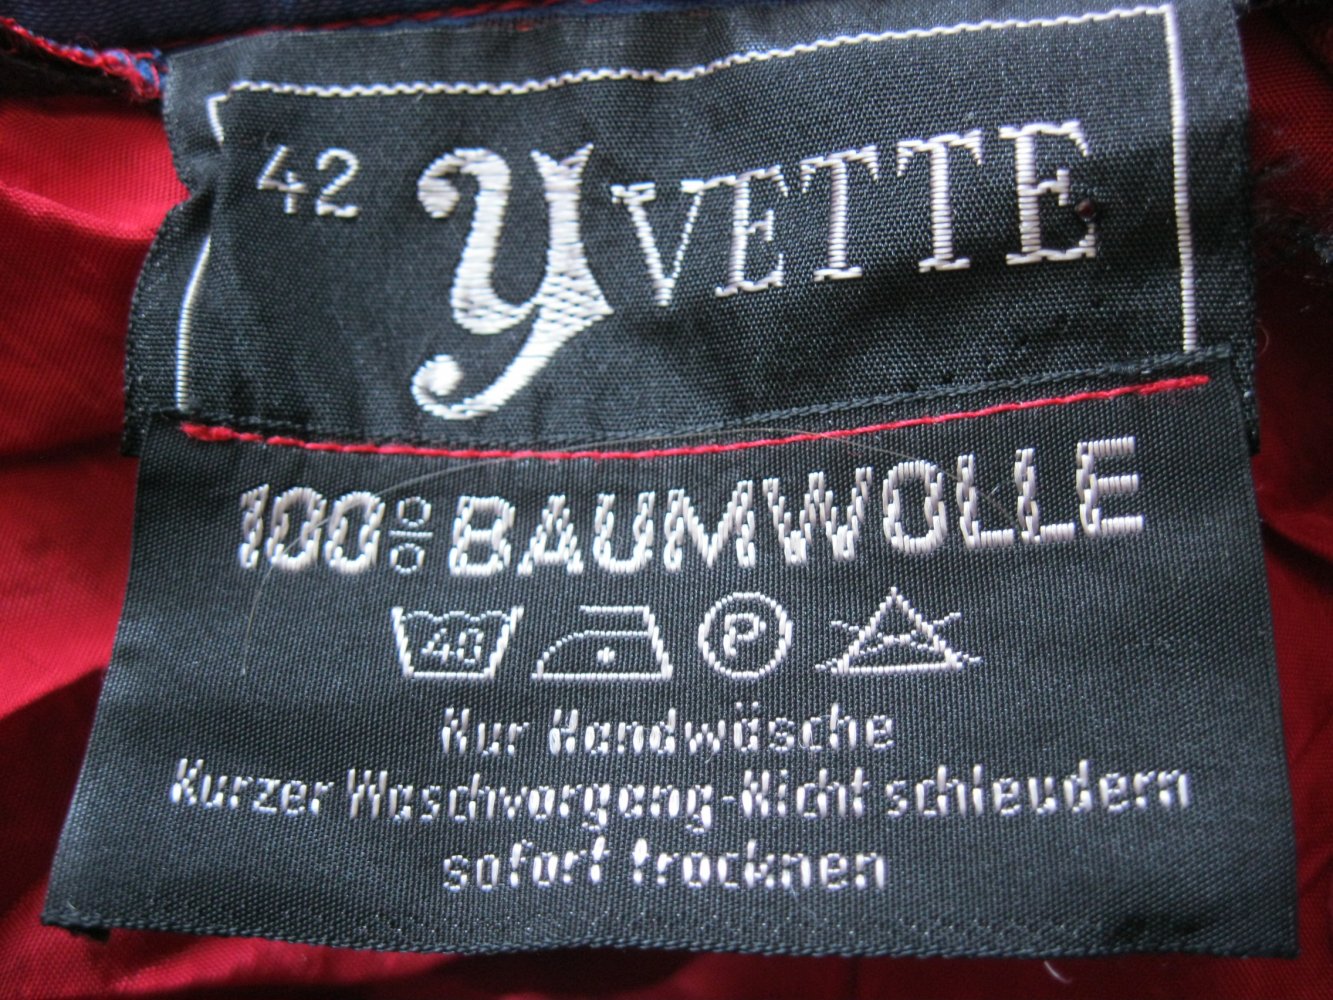 42 YVETTE
100% BAUMWOLLE
40 P
Nur Handwäsche
Kurzer Waschvorgang-Nicht schleudern
sofort trocknen